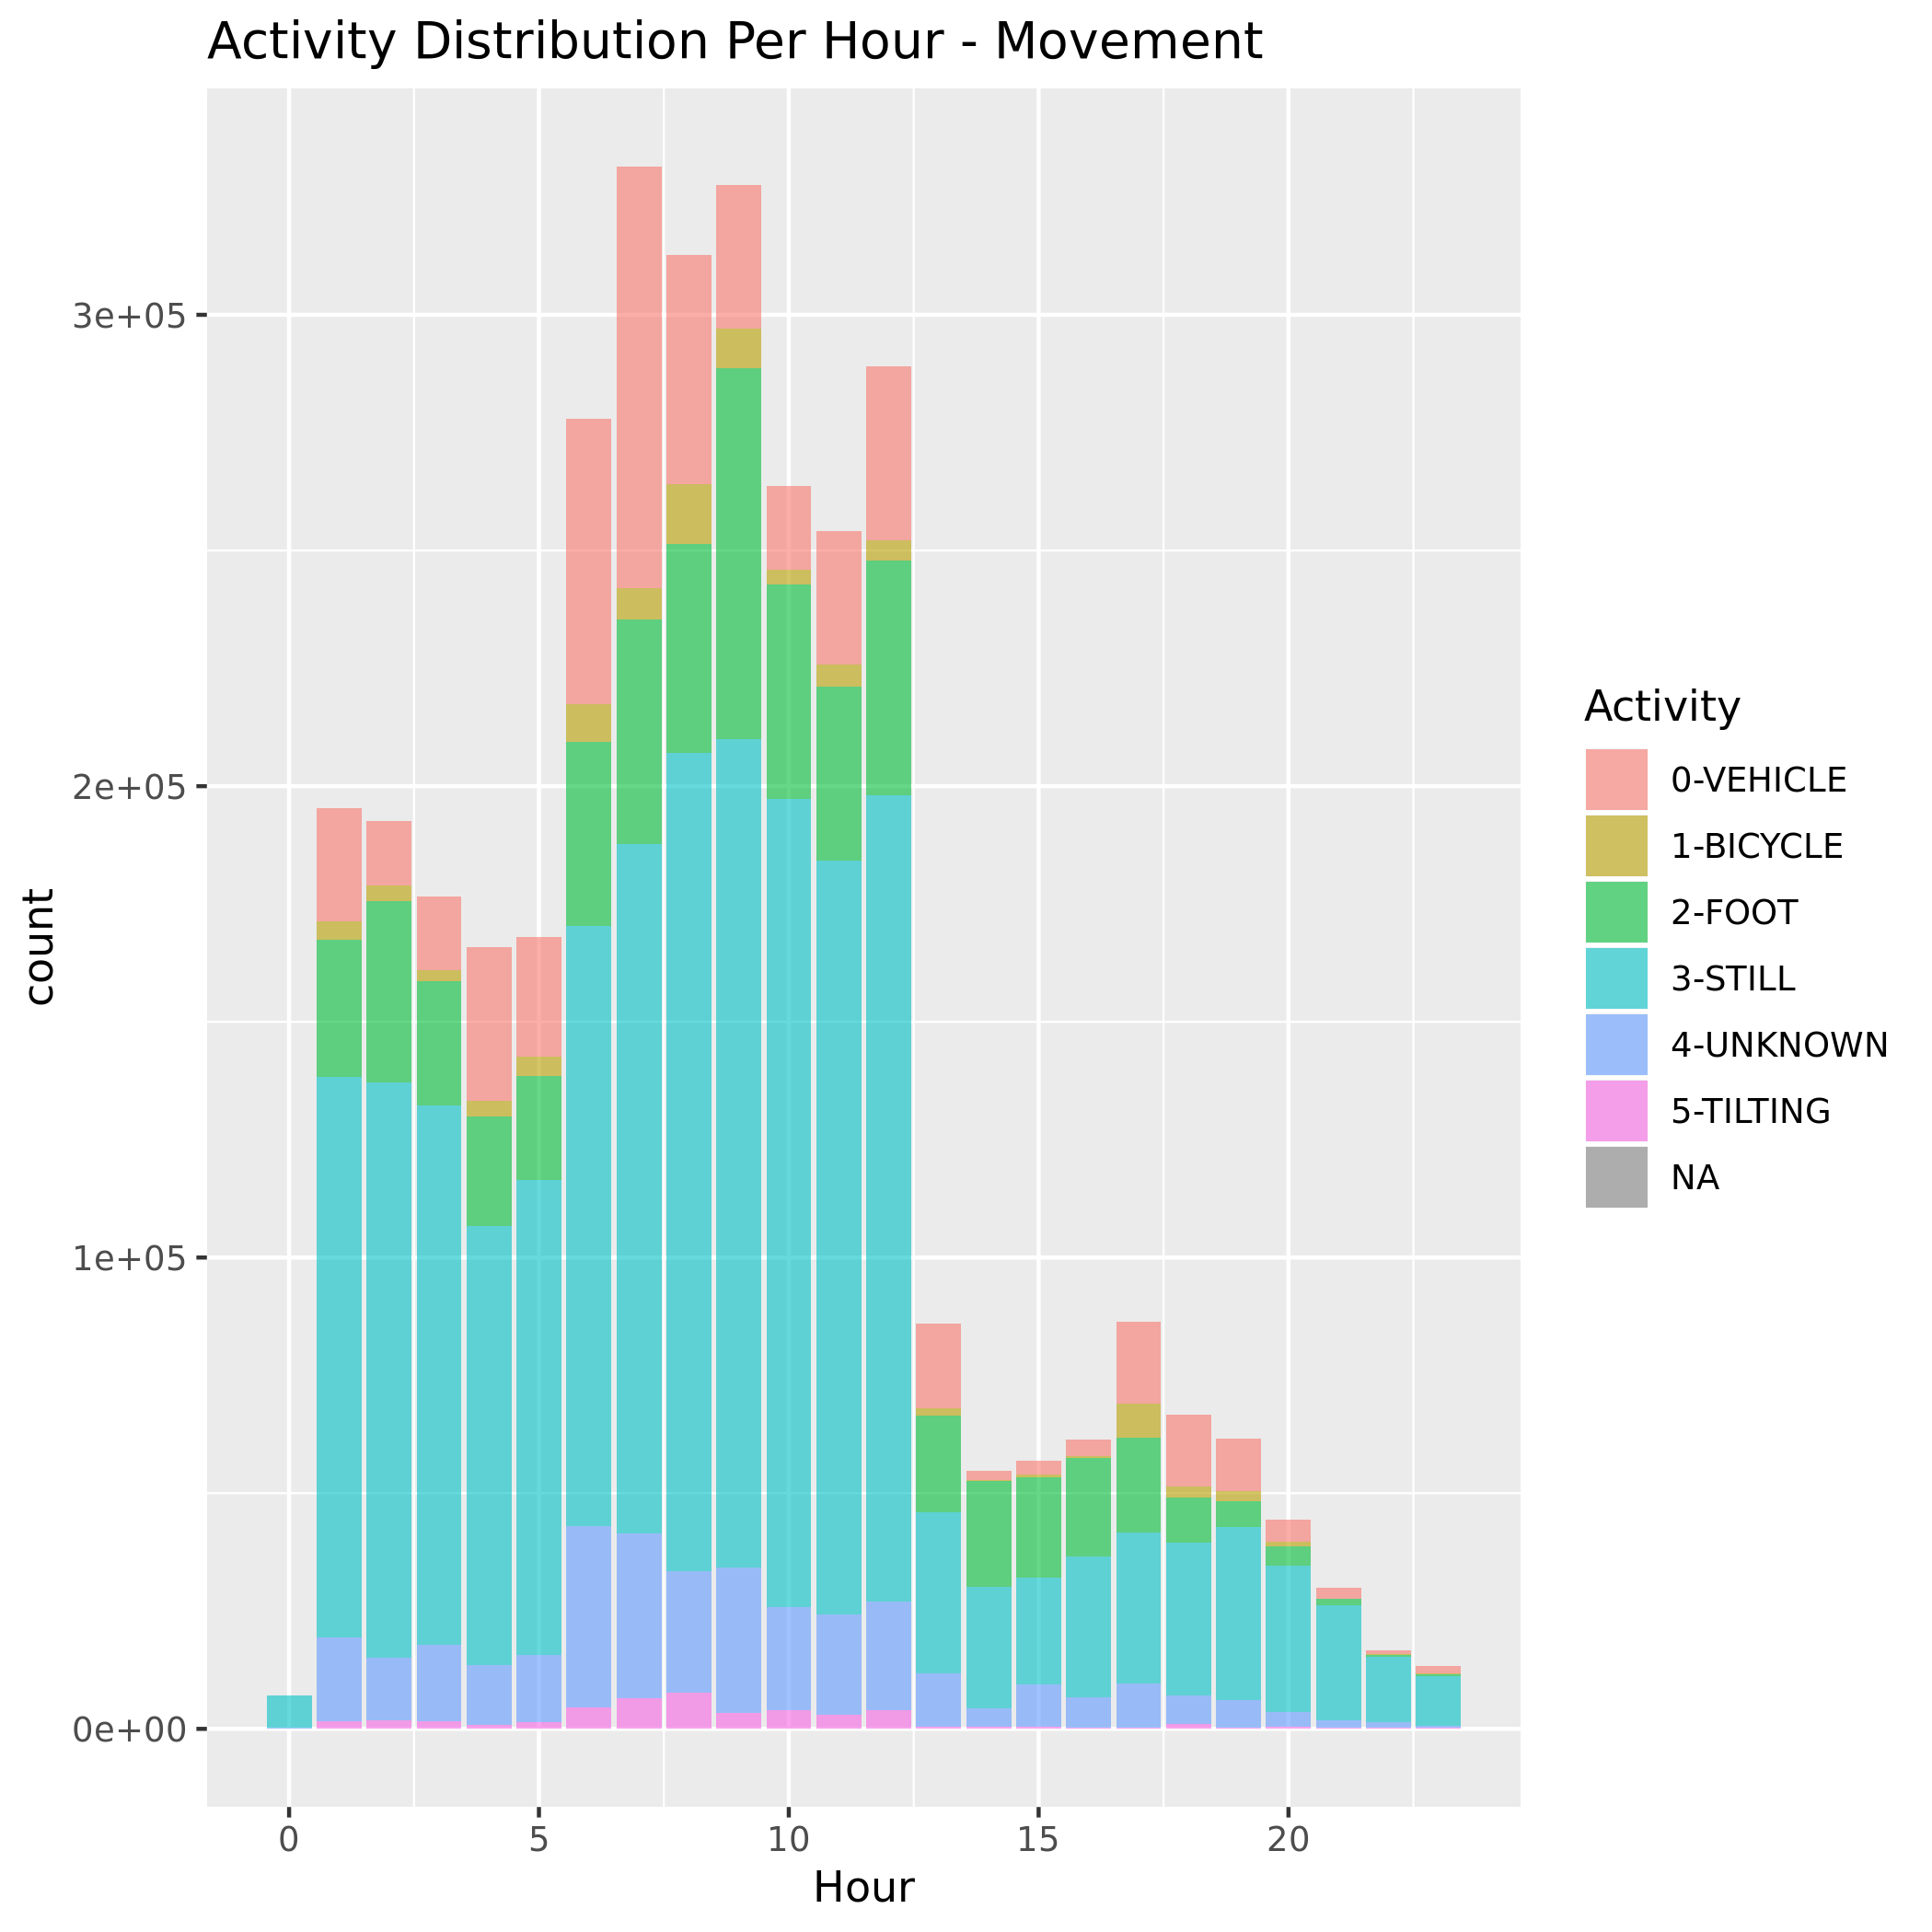 Activity Distribution Per Hour - Movement
3e+05
2e+05
1e+05
0e+00
count
0 5 10 15 20
Hour
Activity
0-VEHICLE
1-BICYCLE
2-FOOT
3-STILL
4-UNKNOWN
5-TILTING
NA